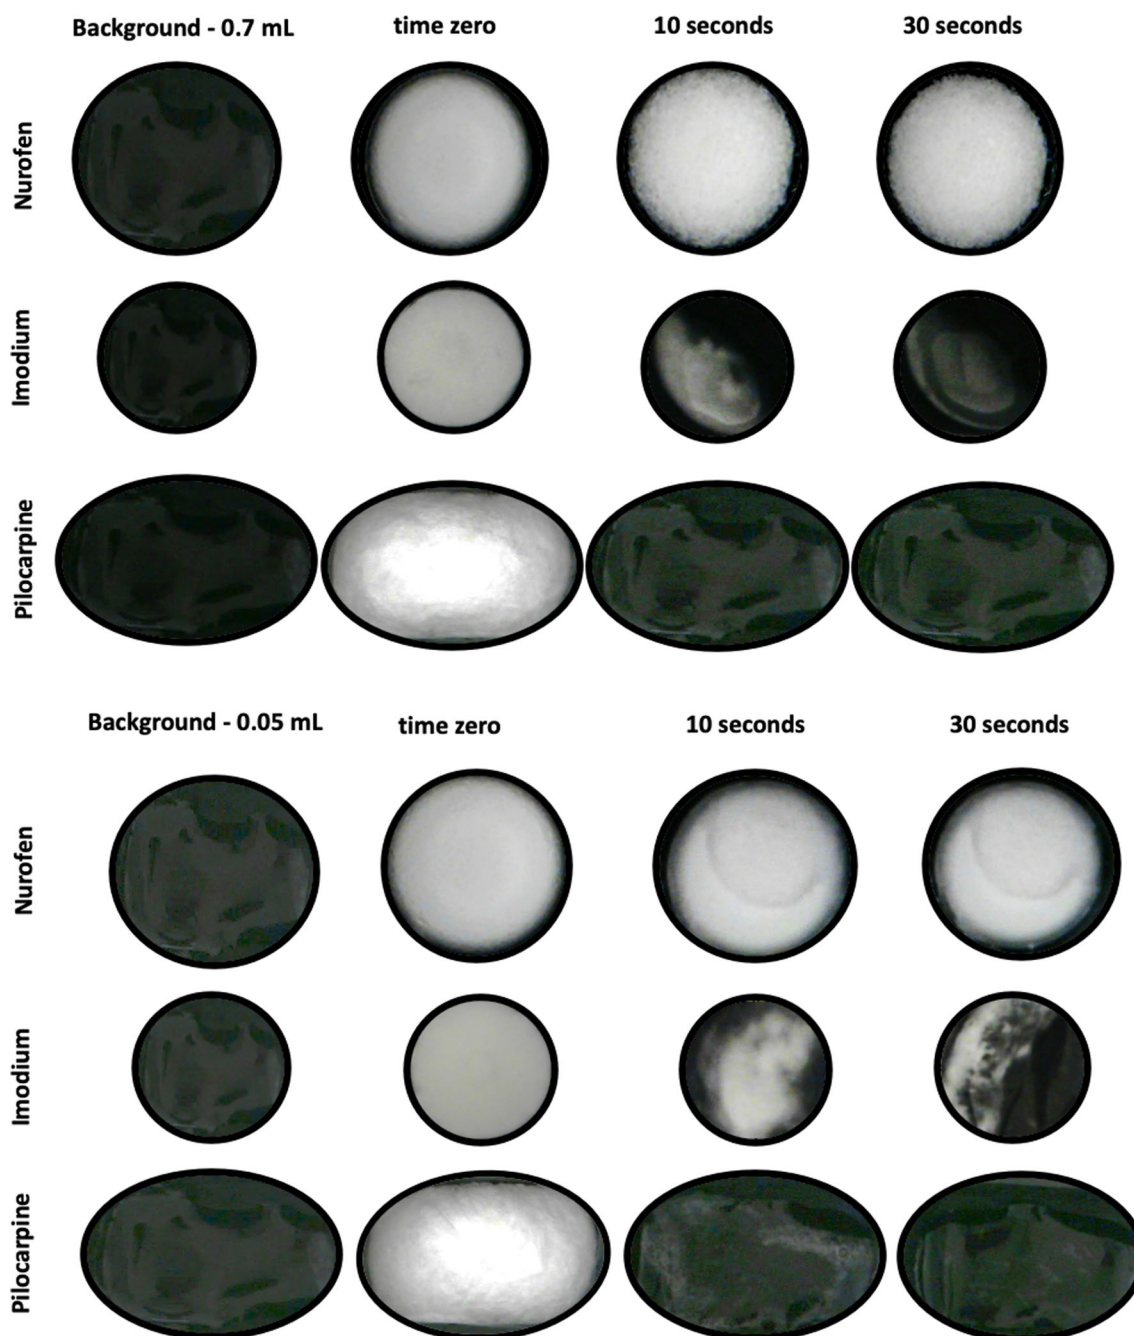 Background - 0.7 mL time zero 10 seconds 30 seconds
Nurofen
Imodium
Pilocarpine
Background - 0.05 mL time zero 10 seconds 30 seconds
Nurofen
Imodium
Pilocarpine